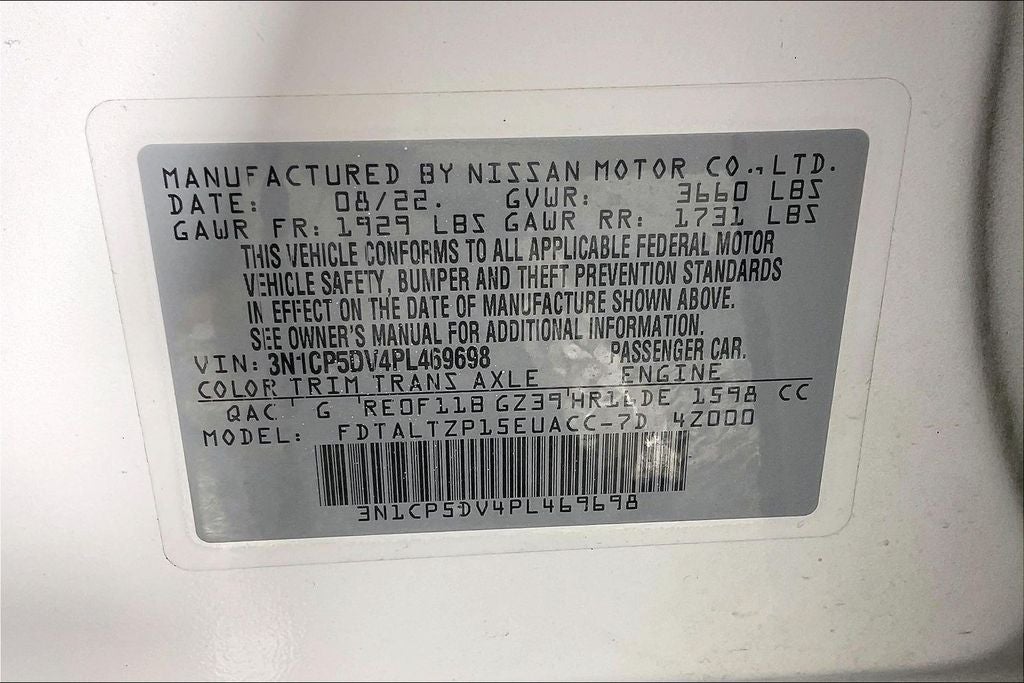 MANUFACTURED BY NISSAN MOTOR CO.,LTD.
DATE: 08/22. GVWR: 3660 LBS
GAWR FR: 1929 LBS GAWR RR: 1731 LBS
THIS VEHICLE CONFORMS TO ALL APPLICABLE FEDERAL MOTOR
VEHICLE SAFETY, BUMPER AND THEFT PREVENTION STANDARDS
IN EFFECT ON THE DATE OF MANUFACTURE SHOWN ABOVE.
SEE OWNER'S MANUAL FOR ADDITIONAL INFORMATION.
VIN: 3N1CP5DV4PL469698 PASSENGER CAR.
COLOR TRIM TRANS AXLE ENGINE
QAC G RE0F11B GZ39 HR16DE 1598 CC
MODEL: FDTALTZP15EUACC-7D 4Z000
3N1CP5DV4PL469698